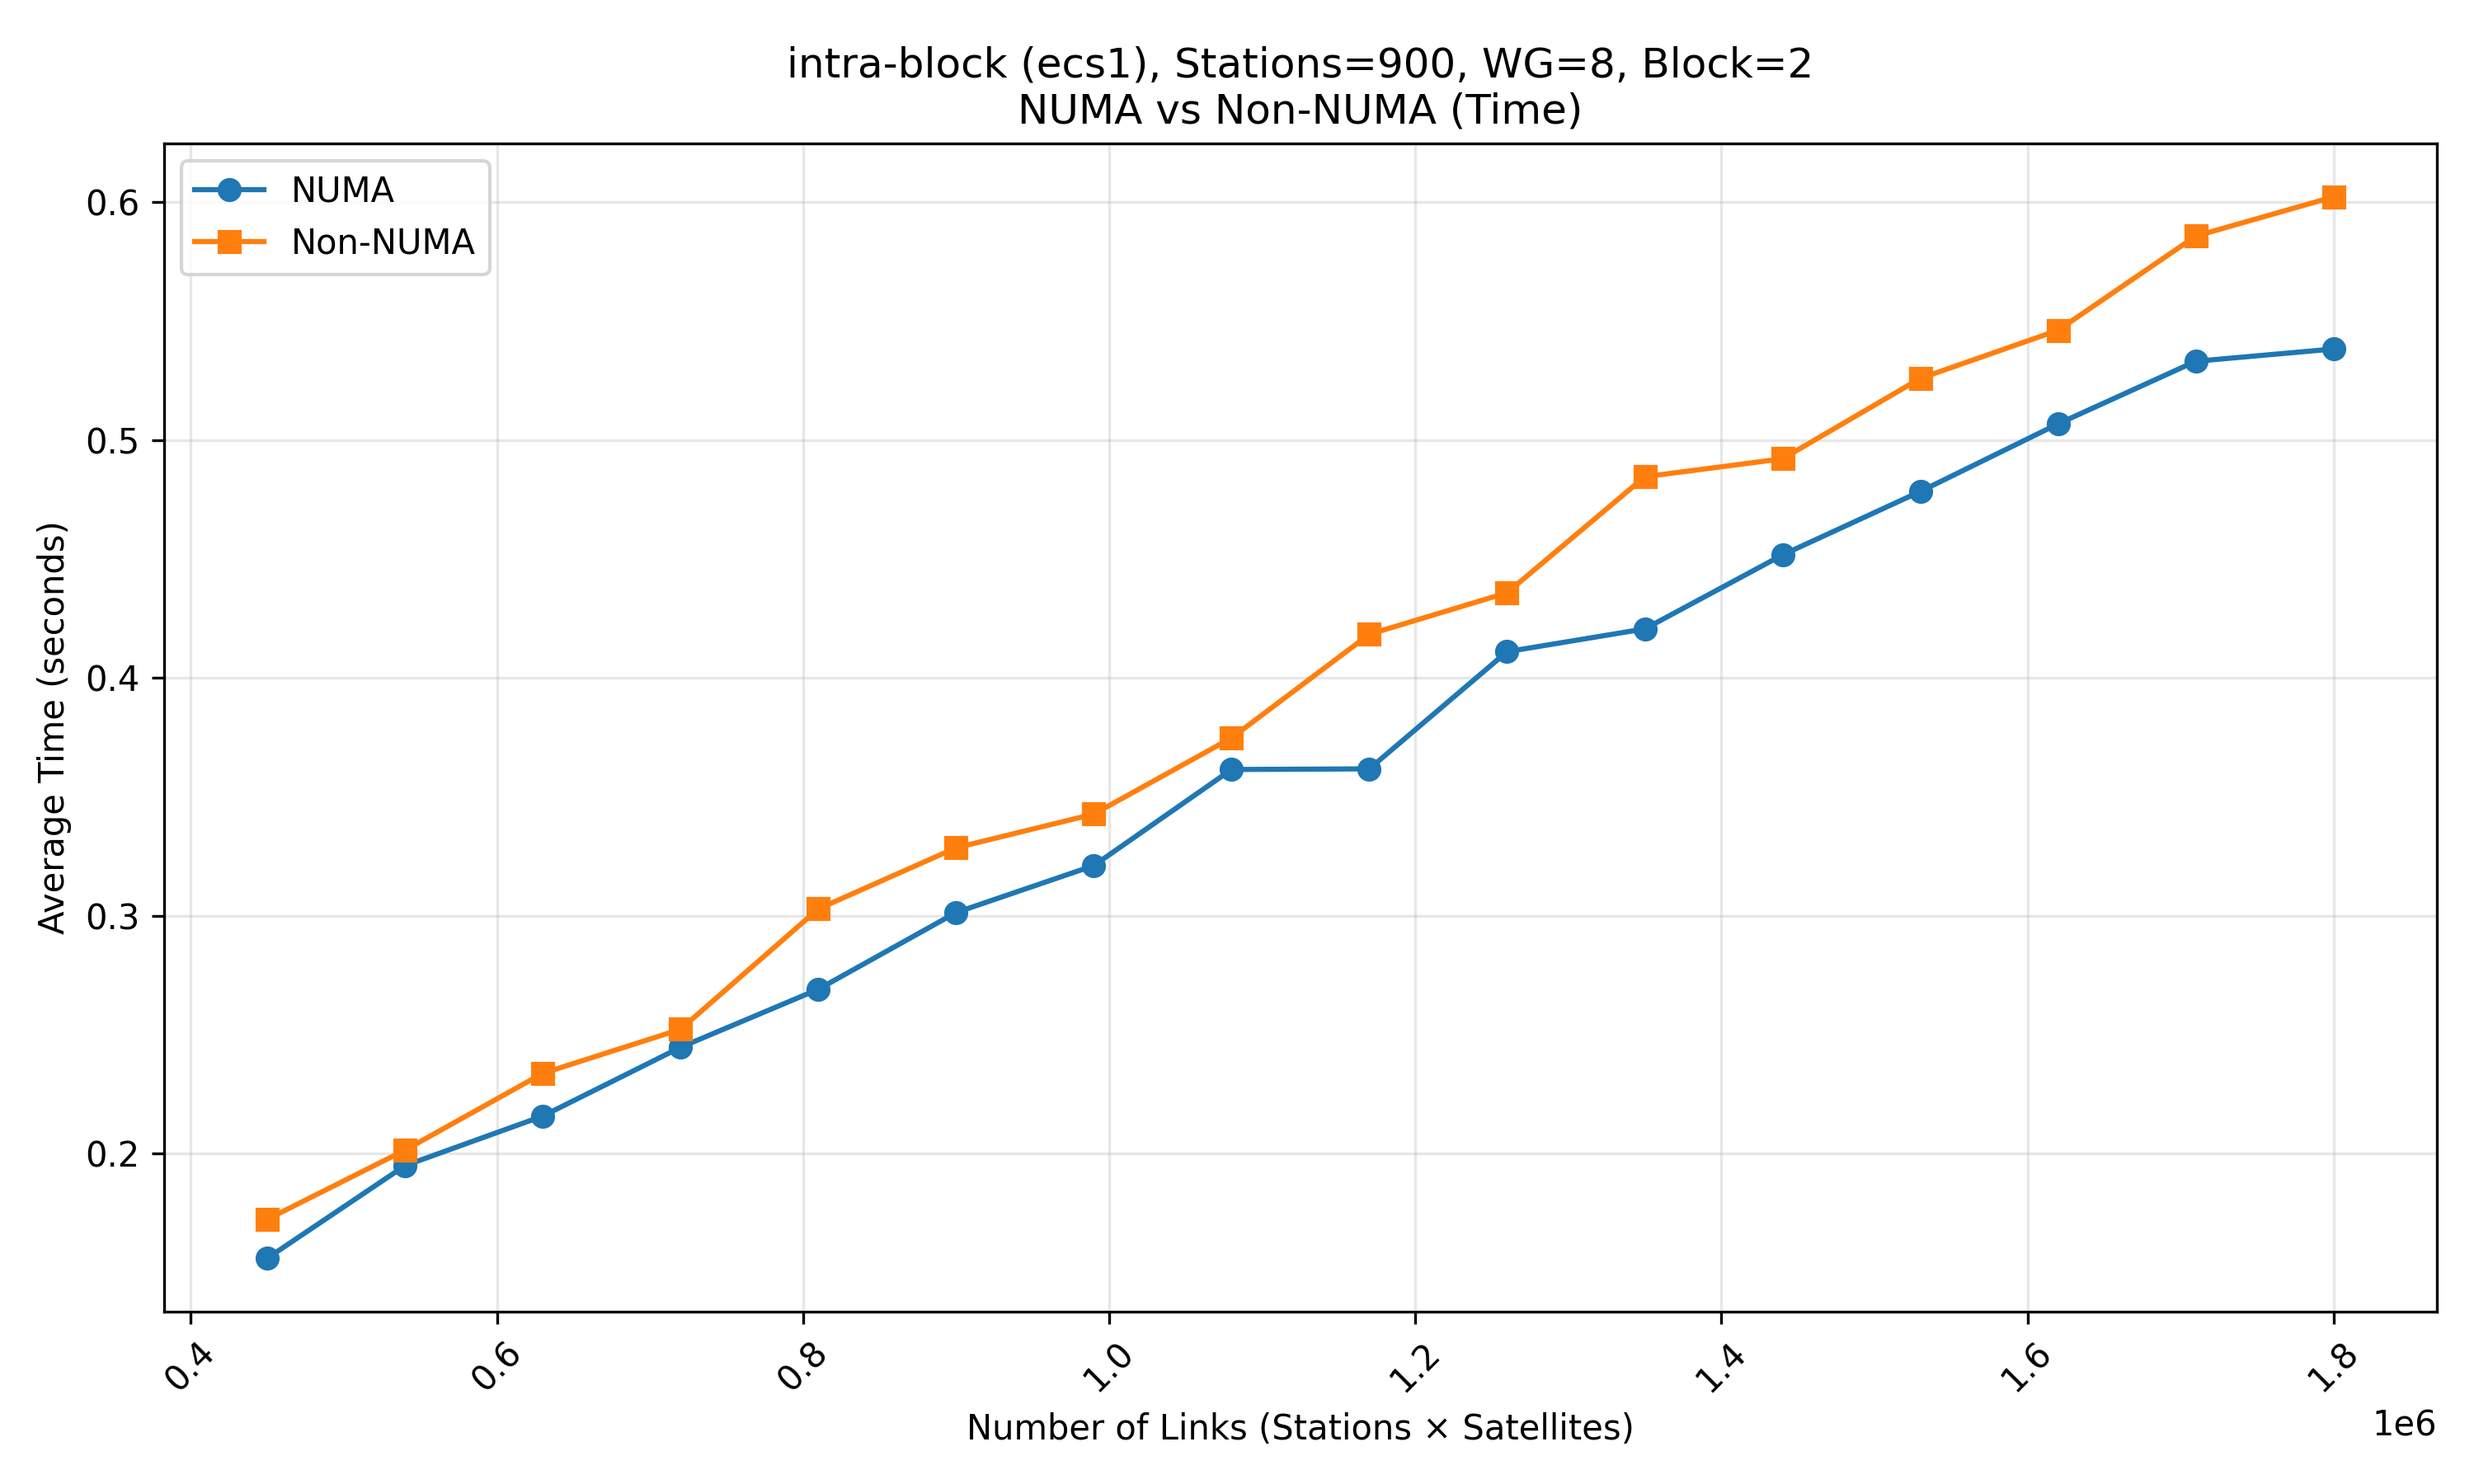 intra-block (ecs1), Stations=900, WG=8, Block=2
NUMA vs Non-NUMA (Time)
NUMA
Non-NUMA
Average Time (seconds)
0.6
0.5
0.4
0.3
0.2
0.4 0.6 0.8 1.0 1.2 1.4 1.6 1.8
1e6
Number of Links (Stations × Satellites)